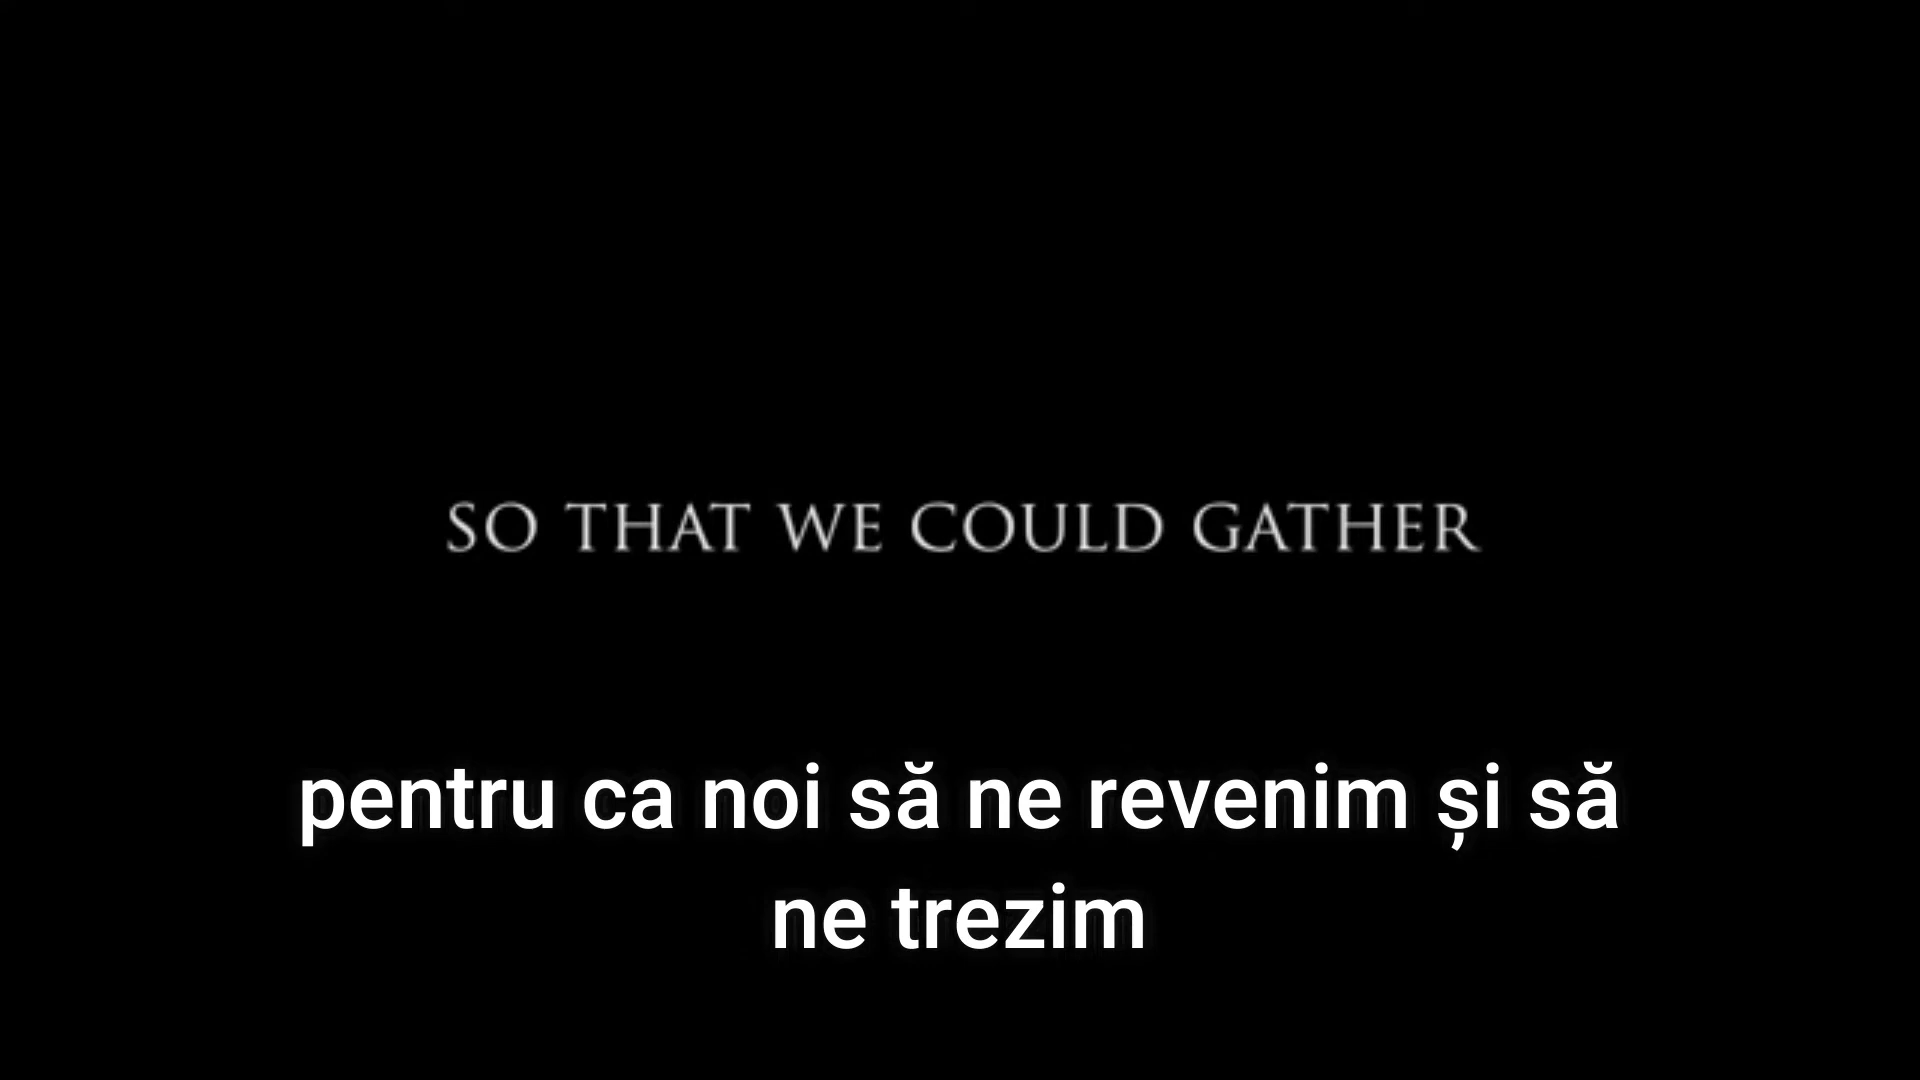 SO THAT WE COULD GATHER
pentru ca noi să ne revenim și să
ne trezim